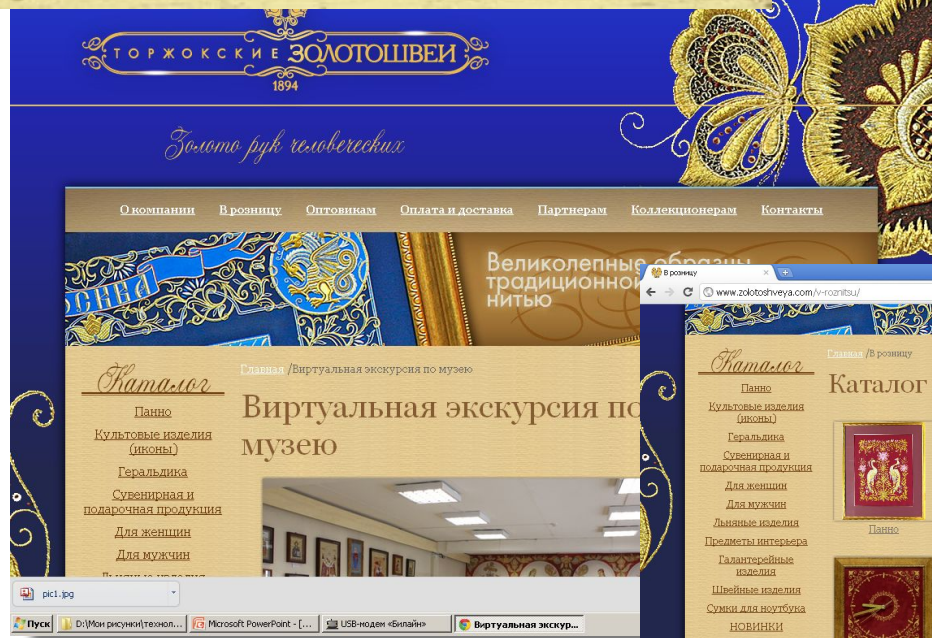 ТОРЖОКСКИЕ ЗОЛОТОШВЕИ
1894
Золото рук человеческих
О компании В розницу Оптовикам Оплата и доставка Партнерам Коллекционерам Контакты
Великолепные образцы
традиционной
нитью
Каталог
Панно
Культовые изделия
(иконы)
Геральдика
Сувенирная и
подарочная продукция
Для женщин
Для мужчин
Льняные изделия
Главная /Виртуальная экскурсия по музею
Виртуальная экскурсия по
музею
В розницу
www.zolotoshveya.com/v-roznitsu/
Каталог
Панно
Культовые изделия
(иконы)
Геральдика
Сувенирная и
подарочная продукция
Для женщин
Для мужчин
Льняные изделия
Предметы интерьера
Галантерейные
изделия
Швейные изделия
Сумки для ноутбука
НОВИНКИ
Главная /В розницу
Каталог
Панно
pic1.jpg
Пуск D:\Мои рисунки\технол... Microsoft PowerPoint - [... USB-модем «Билайн» Виртуальная экскур...